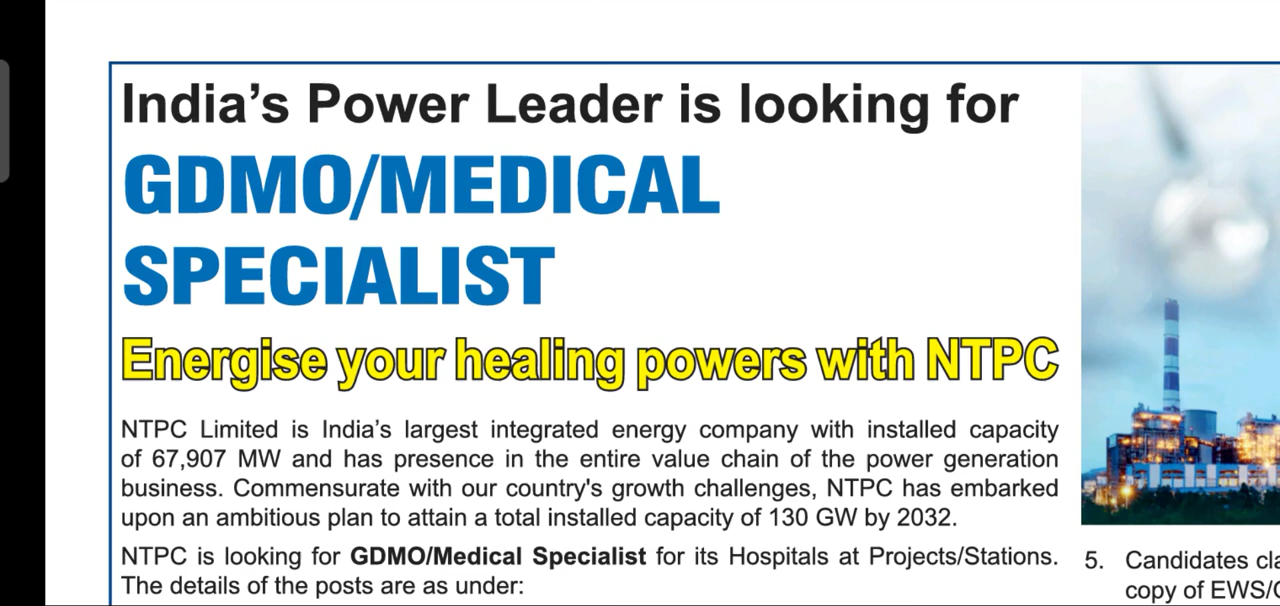 India’s Power Leader is looking for
GDMO/MEDICAL
SPECIALIST
Energise your healing powers with NTPC
NTPC Limited is India’s largest integrated energy company with installed capacity
of 67,907 MW and has presence in the entire value chain of the power generation
business. Commensurate with our country's growth challenges, NTPC has embarked
upon an ambitious plan to attain a total installed capacity of 130 GW by 2032.
NTPC is looking for GDMO/Medical Specialist for its Hospitals at Projects/Stations.
The details of the posts are as under:
5. Candidates
copy of